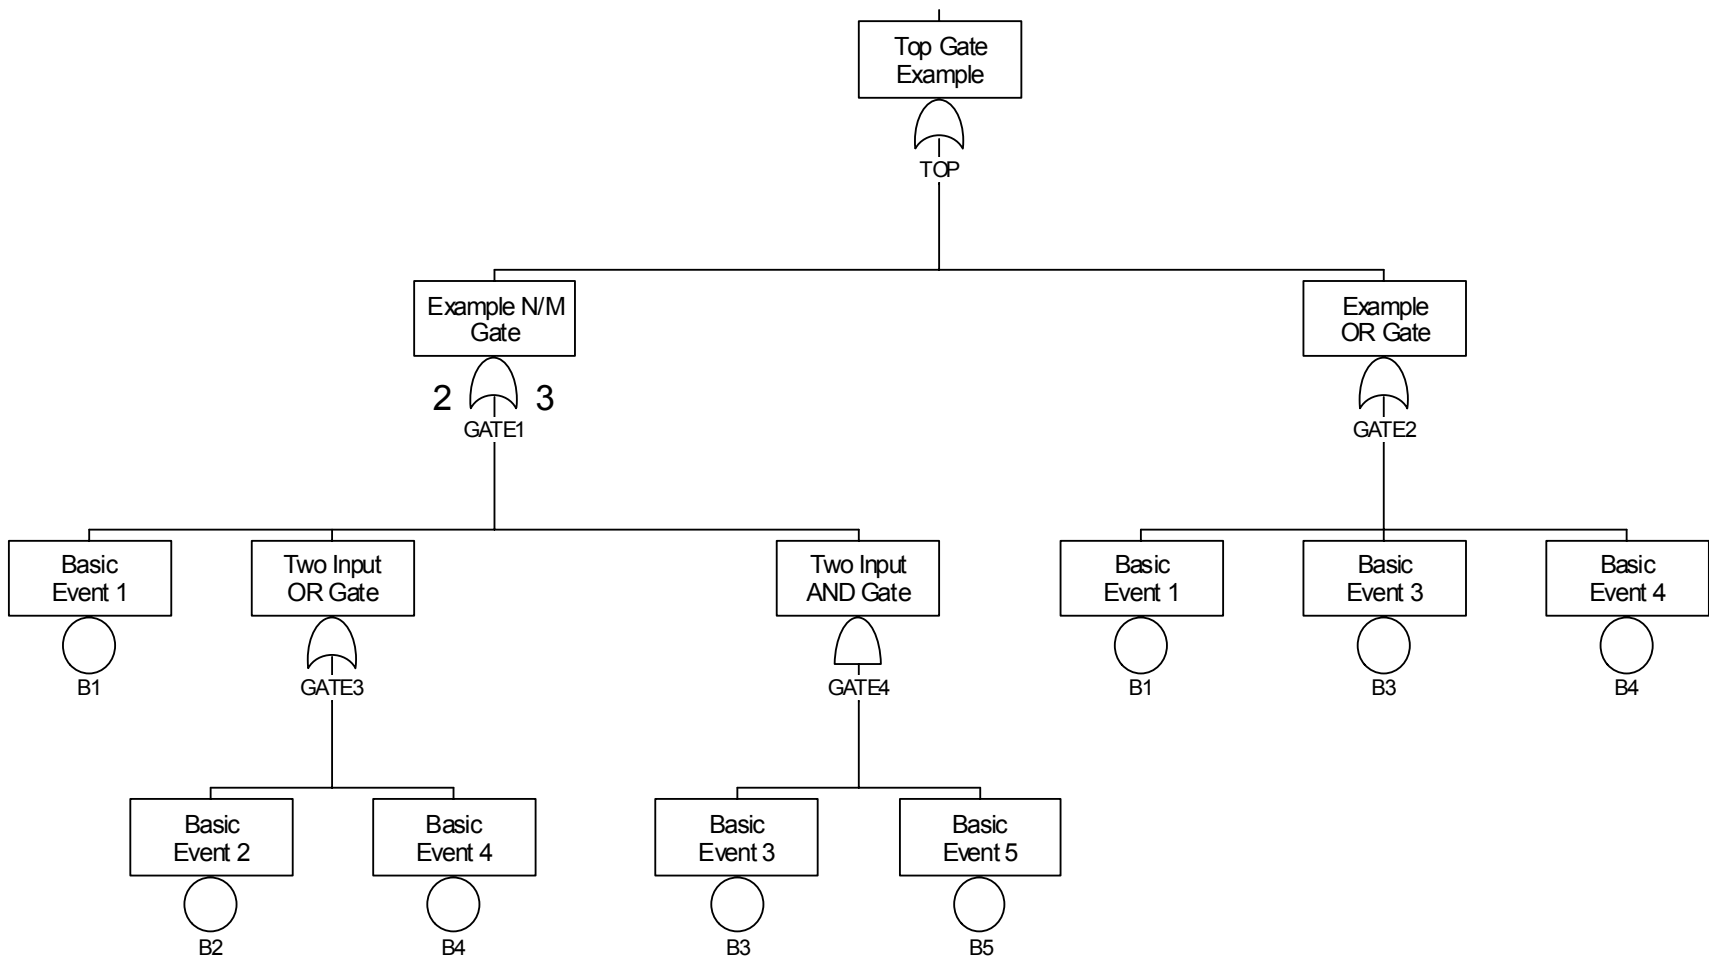 Top Gate
Example
TOP
Example N/M
Gate
2 3
GATE1
Example
OR Gate
GATE2
Basic
Event 1
B1
Two Input
OR Gate
GATE3
Two Input
AND Gate
GATE4
Basic
Event 1
B1
Basic
Event 3
B3
Basic
Event 4
B4
Basic
Event 2
B2
Basic
Event 4
B4
Basic
Event 3
B3
Basic
Event 5
B5